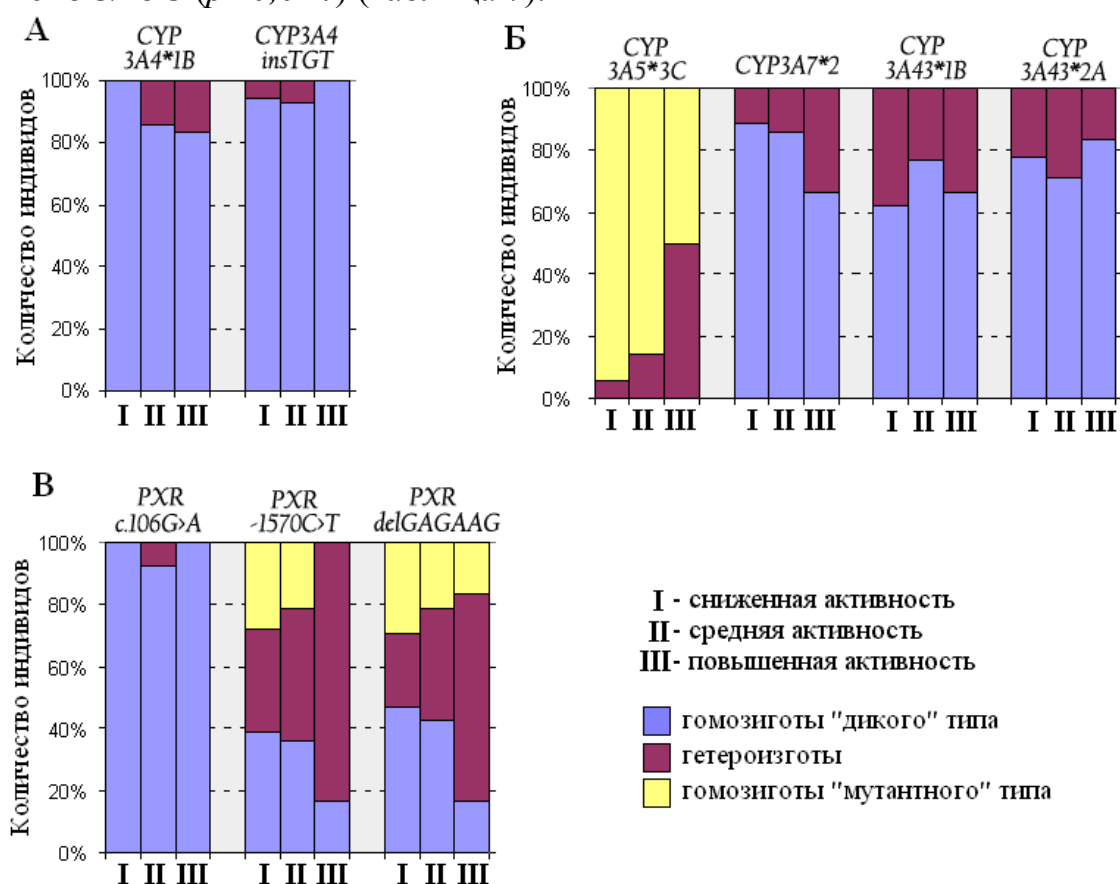 А
CYP
3A4*1B
CYP3A4
insTGT
Количество индивидов
100%
80%
60%
40%
20%
0%
I II III
I II III
Б
CYP
3A5*3C
CYP3A7*2
CYP
3A43*1B
CYP
3A43*2A
Количество индивидов
100%
80%
60%
40%
20%
0%
I II III
I II III
I II III
I II III
В
PXR
c.106G>A
PXR
-1570C>T
PXR
delGAGAAG
Количество индивидов
100%
80%
60%
40%
20%
0%
I II III
I II III
I II III
I - сниженная активность
II - средняя активность
III - повышенная активность
гомозиготы "дикого" типа
гетероизготы
гомозиготы "мутантного" типа